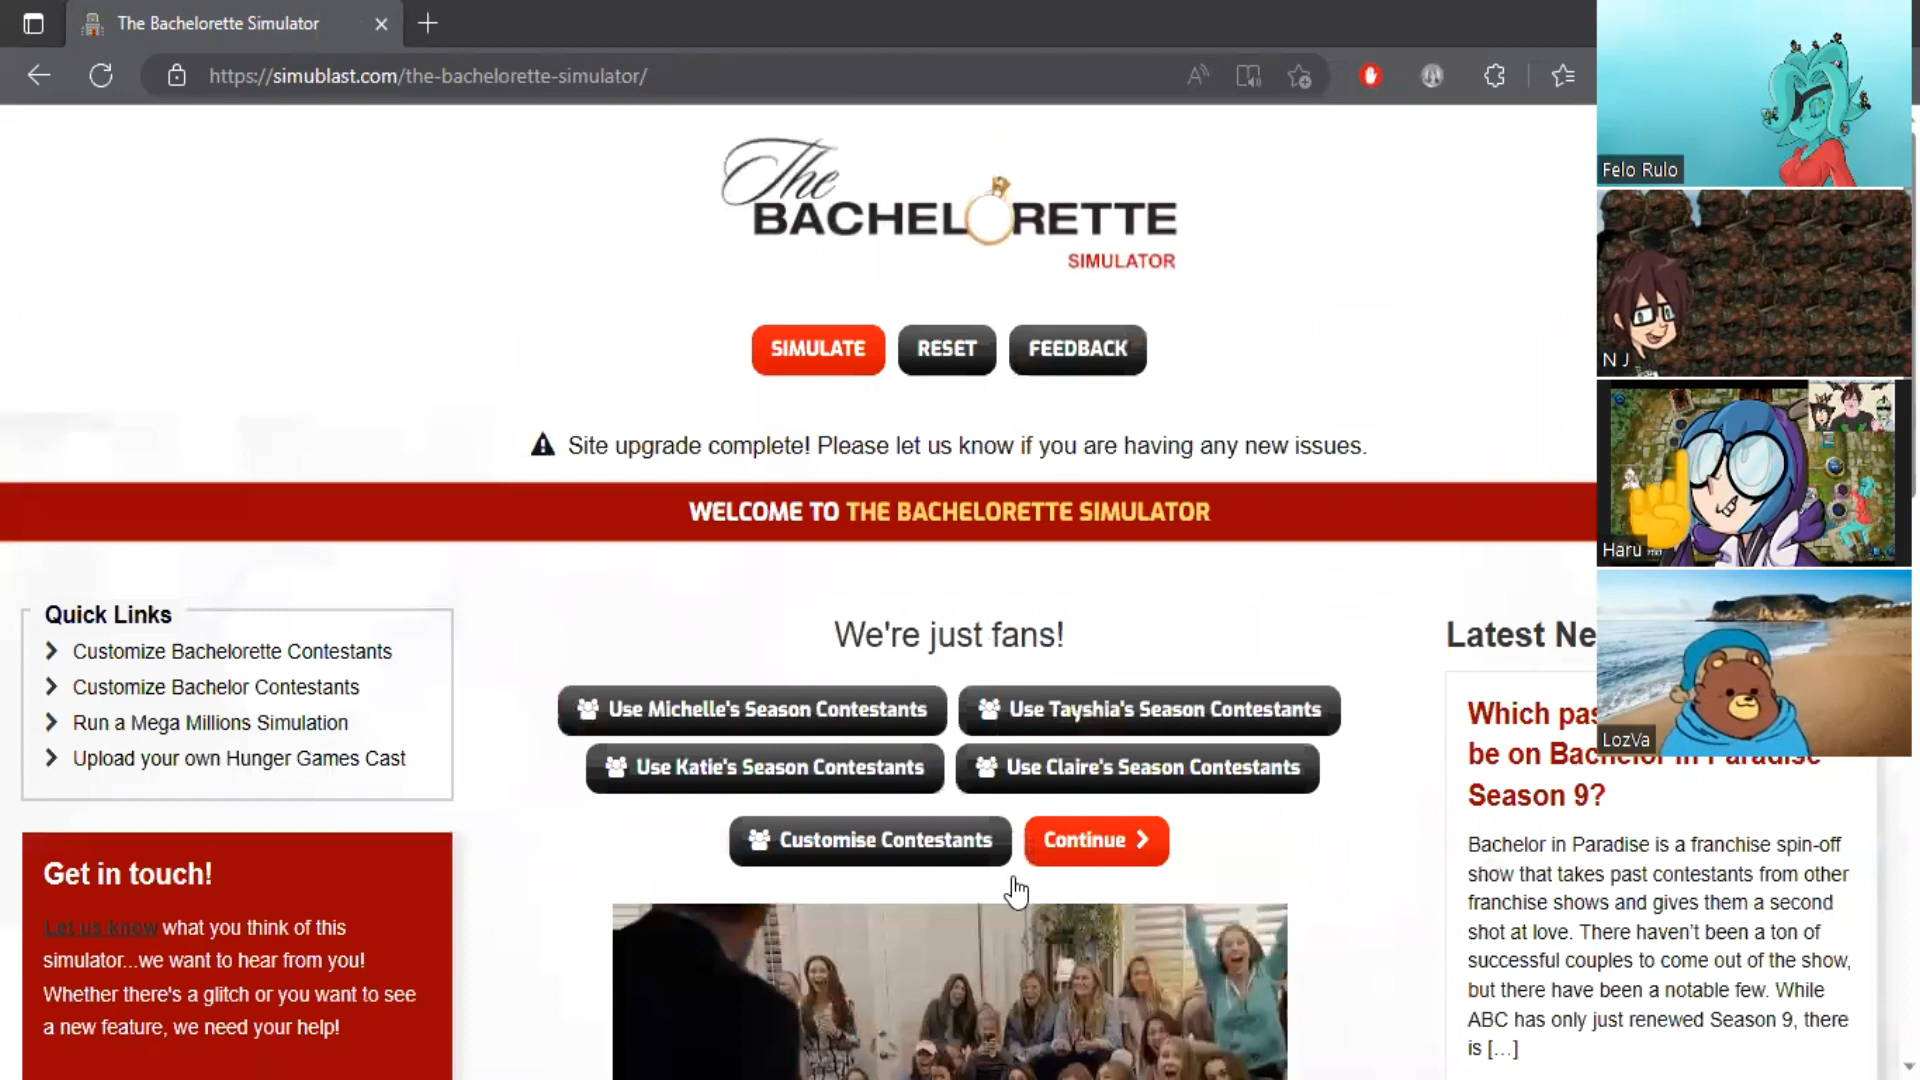 The Bachelorette Simulator
https://simublast.com/the-bachelorette-simulator/
The
BACHELORETTE
SIMULATOR
SIMULATE
RESET
FEEDBACK
Site upgrade complete! Please let us know if you are having any new issues.
WELCOME TO THE BACHELORETTE SIMULATOR
Quick Links
Customize Bachelorette Contestants
Customize Bachelor Contestants
Run a Mega Millions Simulation
Upload your own Hunger Games Cast
Get in touch!
Let us know what you think of this
simulator...we want to hear from you!
Whether there's a glitch or you want to see
a new feature, we need your help!
We're just fans!
Use Michelle's Season Contestants
Use Tayshia's Season Contestants
Use Katie's Season Contestants
Use Claire's Season Contestants
Customise Contestants
Continue
Latest Ne
Which pas
be on Bachelor in Paradise
Season 9?
Bachelor in Paradise is a franchise spin-off
show that takes past contestants from other
franchise shows and gives them a second
shot at love. There haven't been a ton of
successful couples to come out of the show,
but there have been a notable few. While
ABC has only just renewed Season 9, there
is [...]
Felo Rulo
N J
Haru
LozVa